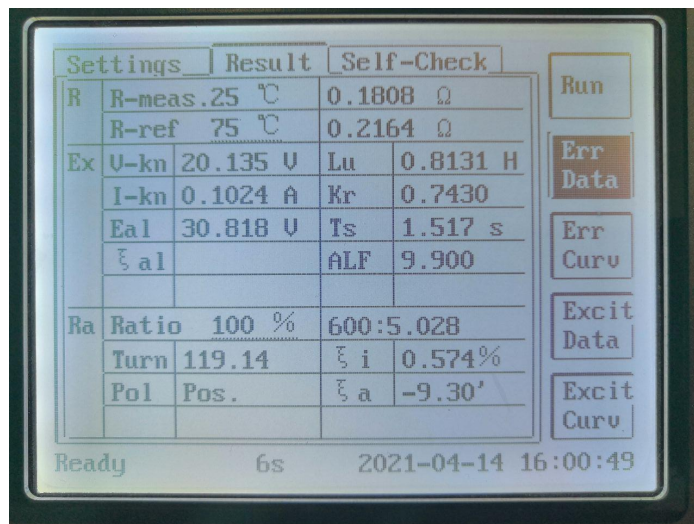 Settings Result Self-Check
R R-meas.25 ℃ 0.1808 Ω
R-ref 75 ℃ 0.2164 Ω
Ex V-kn 20.135 V Lu 0.8131 H
I-kn 0.1024 A Kr 0.7430
Eal 30.818 V Ts 1.517 s
ξal ALF 9.900
Ra Ratio 100 % 600:5.028
Turn 119.14 ξi 0.574%
Pol Pos. ξa -9.30'
Run
Err
Data
Err
Curv
Excit
Data
Excit
Curv
Ready 6s 2021-04-14 16:00:49